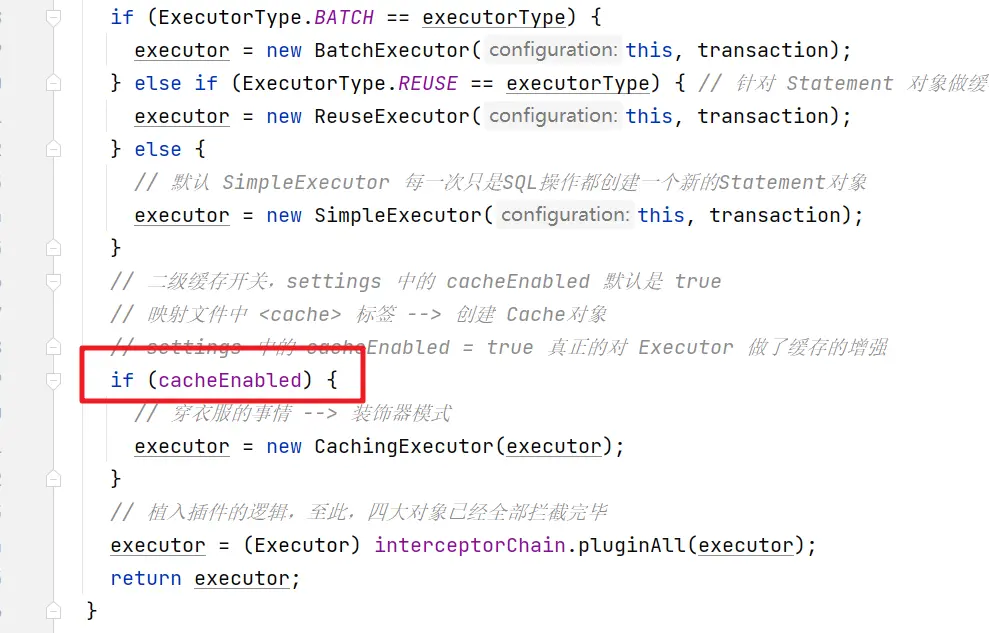 if (ExecutorType.BATCH == executorType) {
executor = new BatchExecutor( configuration: this, transaction);
} else if (ExecutorType.REUSE == executorType) { // 针对 Statement 对象做缓
executor = new ReuseExecutor( configuration: this, transaction);
} else {
// 默认 SimpleExecutor 每一次只是SQL操作都创建一个新的Statement对象
executor = new SimpleExecutor( configuration: this, transaction);
}
// 二级缓存开关，settings 中的 cacheEnabled 默认是 true
// 映射文件中 <cache> 标签 --> 创建 Cache对象
// settings 中的 cacheEnabled = true 真正的对 Executor 做了缓存的增强
if (cacheEnabled) {
// 穿衣服的事情 --> 装饰器模式
executor = new CachingExecutor(executor);
}
// 植入插件的逻辑，至此，四大对象已经全部拦截完毕
executor = (Executor) interceptorChain.pluginAll(executor);
return executor;
}